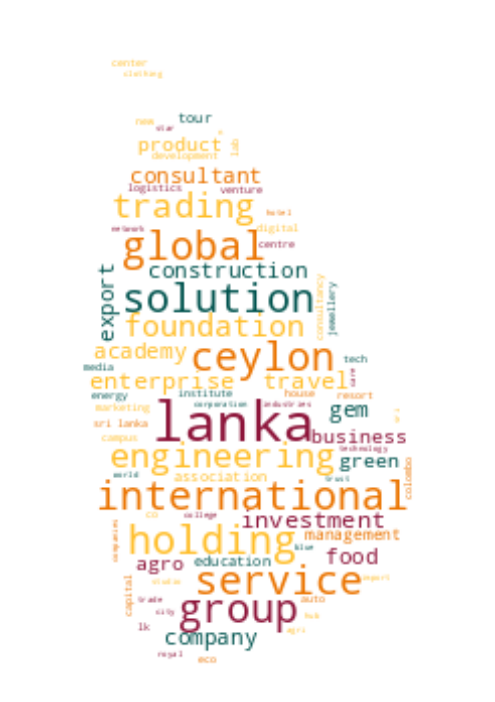 center
clothing
new
tour
star
product
lab
development
consultant
logistics
venture
trading
hotel
network
digital
global
centre
construction
export
solution
consultancy
jewellery
foundation
academy
ceylon
tech
media
enterprise
travel
care
energy
institute
house
resort
marketing
corporation
industries
gem
sri lanka
lanka
campus
business
technology
engineering
green
world
association
trust
colombo
international
co
college
investment
companies
holding
management
blue
food
agro
education
service
export
capital
studio
trade
group
auto
city
hub
lk
company
agri
royal
eco